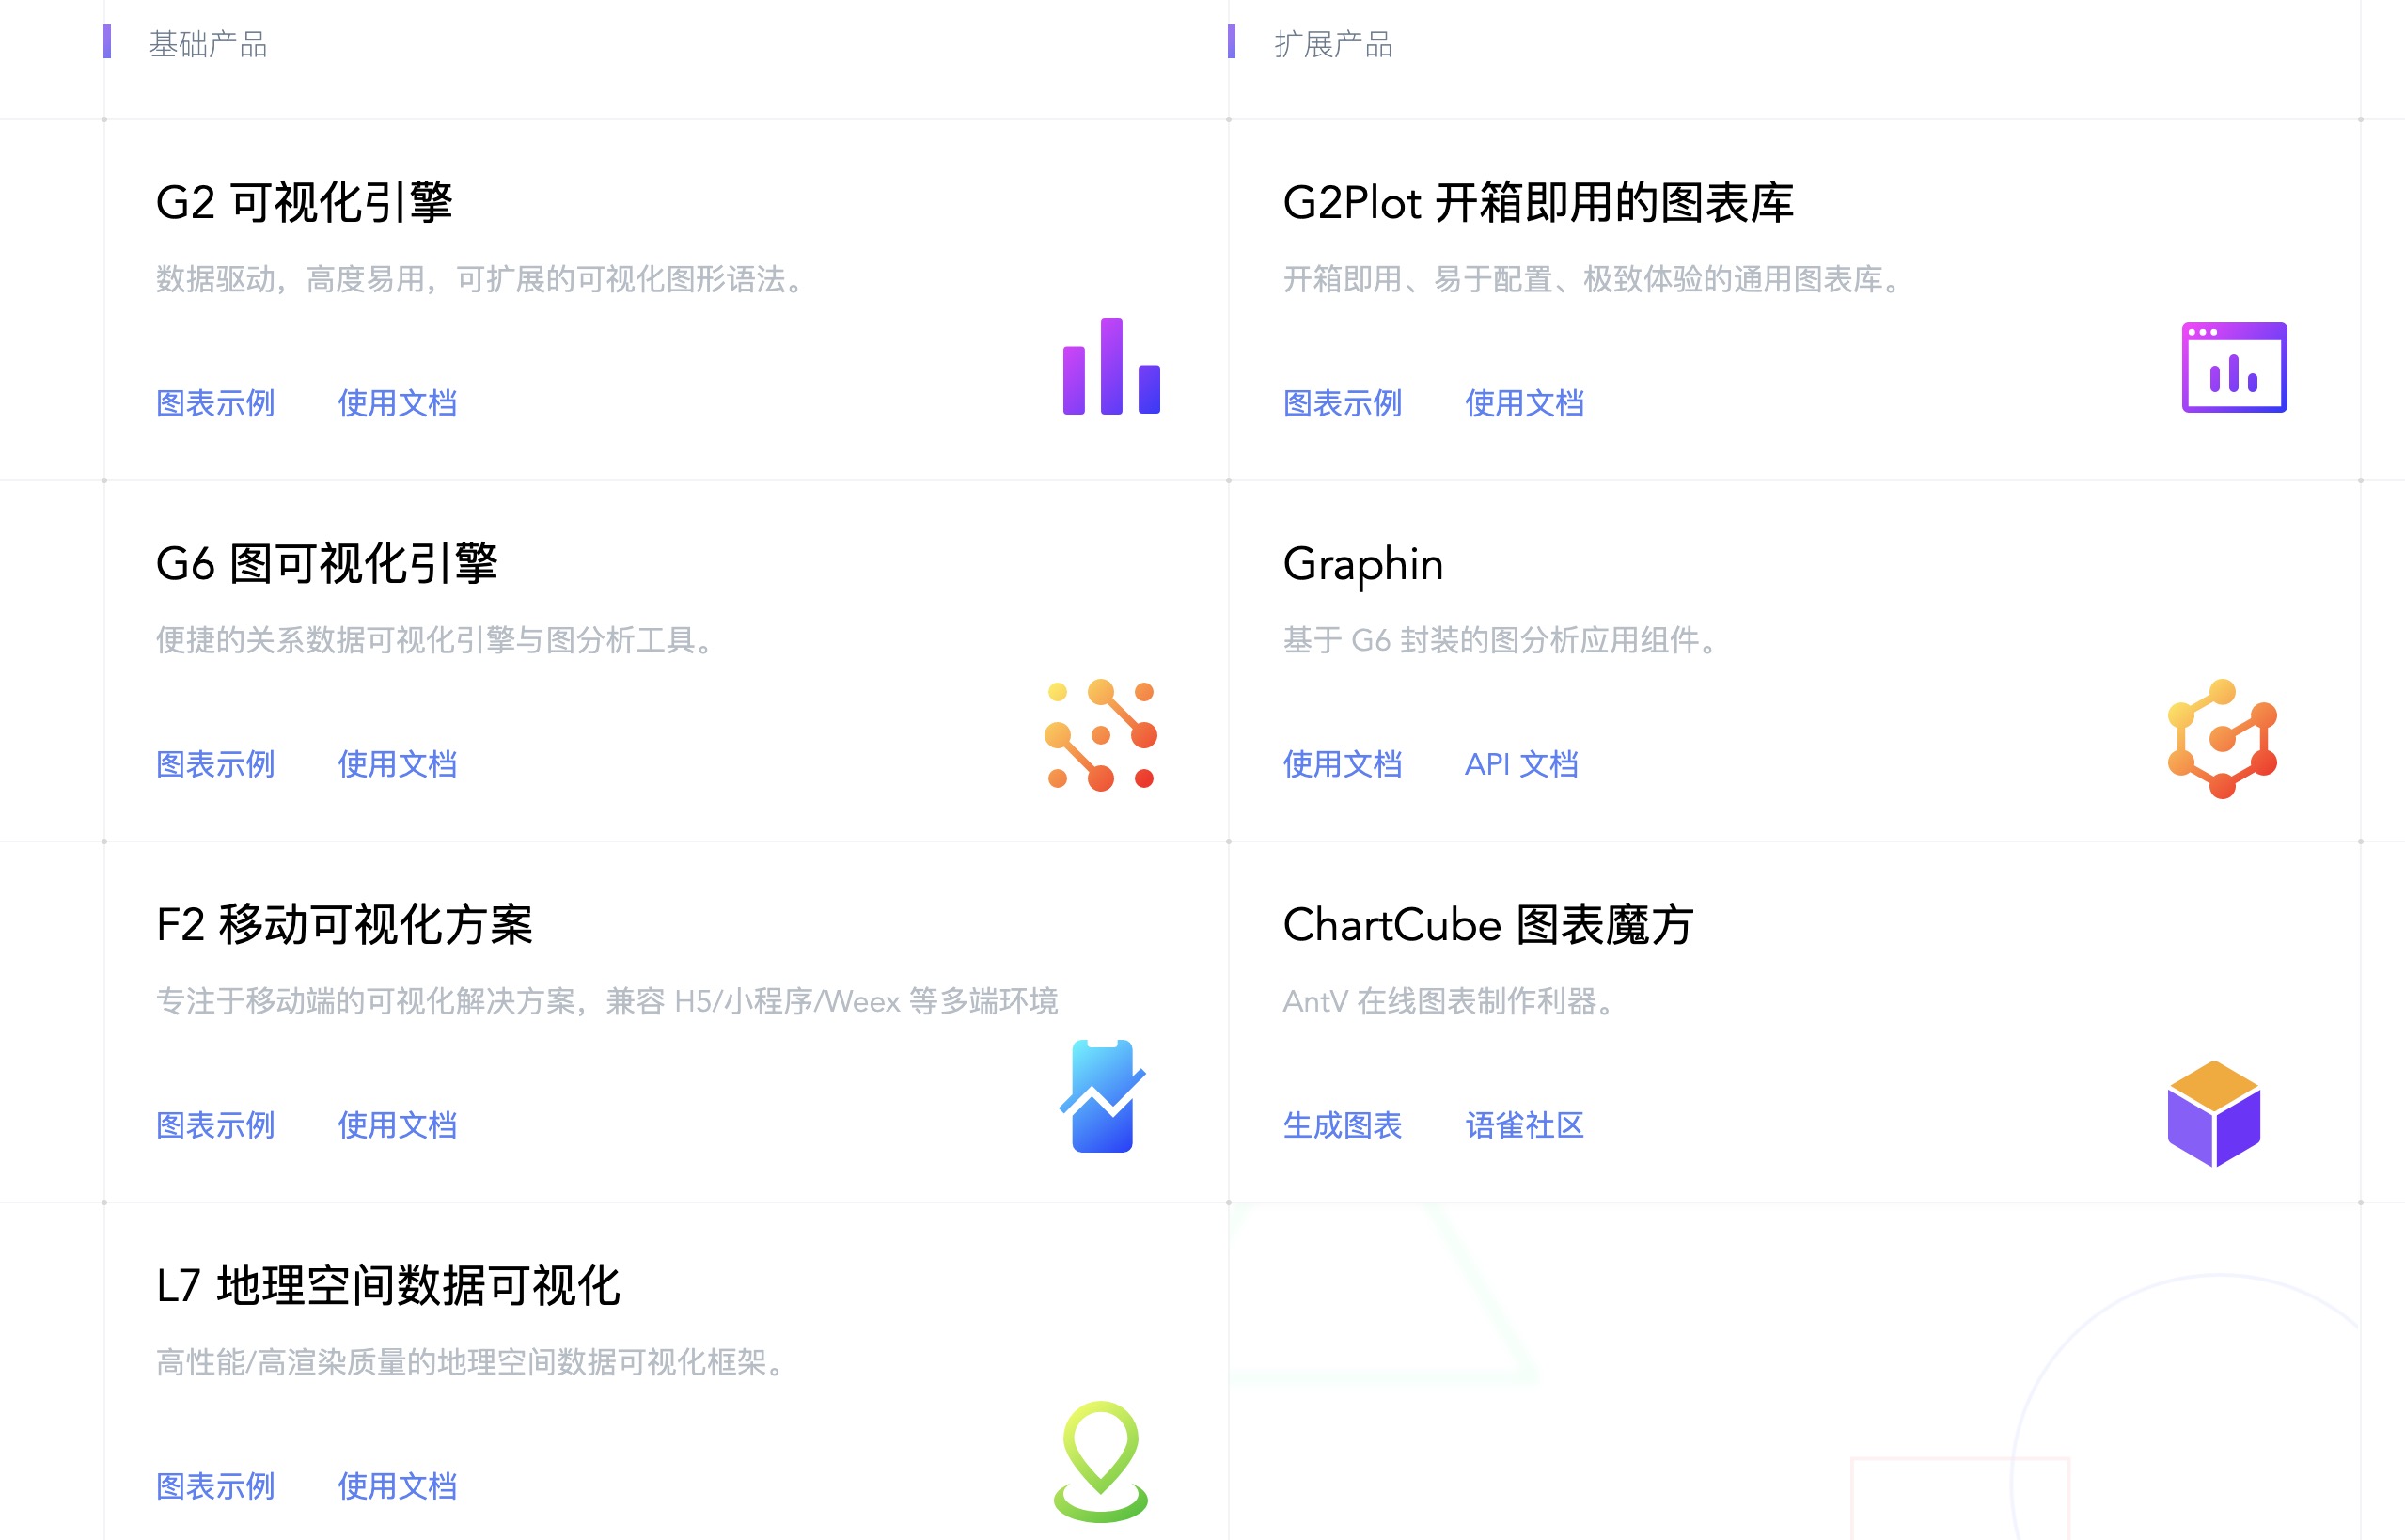 基础产品
扩展产品
G2 可视化引擎
数据驱动，高度易用，可扩展的可视化图形语法。
图表示例 使用文档
G2Plot 开箱即用的图表库
开箱即用、易于配置、极致体验的通用图表库。
图表示例 使用文档
G6 图可视化引擎
便捷的关系数据可视化引擎与图分析工具。
图表示例 使用文档
Graphin
基于 G6 封装的图分析应用组件。
使用文档 API 文档
F2 移动可视化方案
专注于移动端的可视化解决方案，兼容 H5/小程序/Weex 等多端环境
图表示例 使用文档
ChartCube 图表魔方
AntV 在线图表制作利器。
生成图表 语雀社区
L7 地理空间数据可视化
高性能/高渲染质量的地理空间数据可视化框架。
图表示例 使用文档